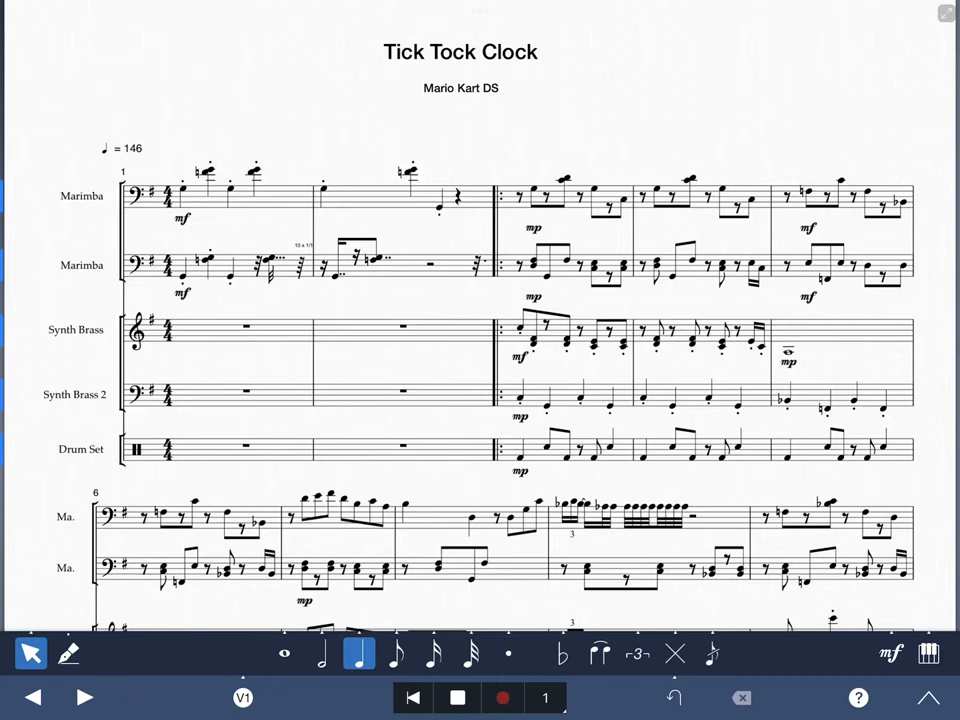 Tick Tock Clock
Mario Kart DS
= 146
1
Marimba
mf
10 x 1/1
Marimba
mf
mp
mf
mp
mf
Synth Brass
mf
mp
Synth Brass 2
mp
Drum Set
mp
6
Ma.
3
Ma.
mp
3
3
mf
V1
1
?